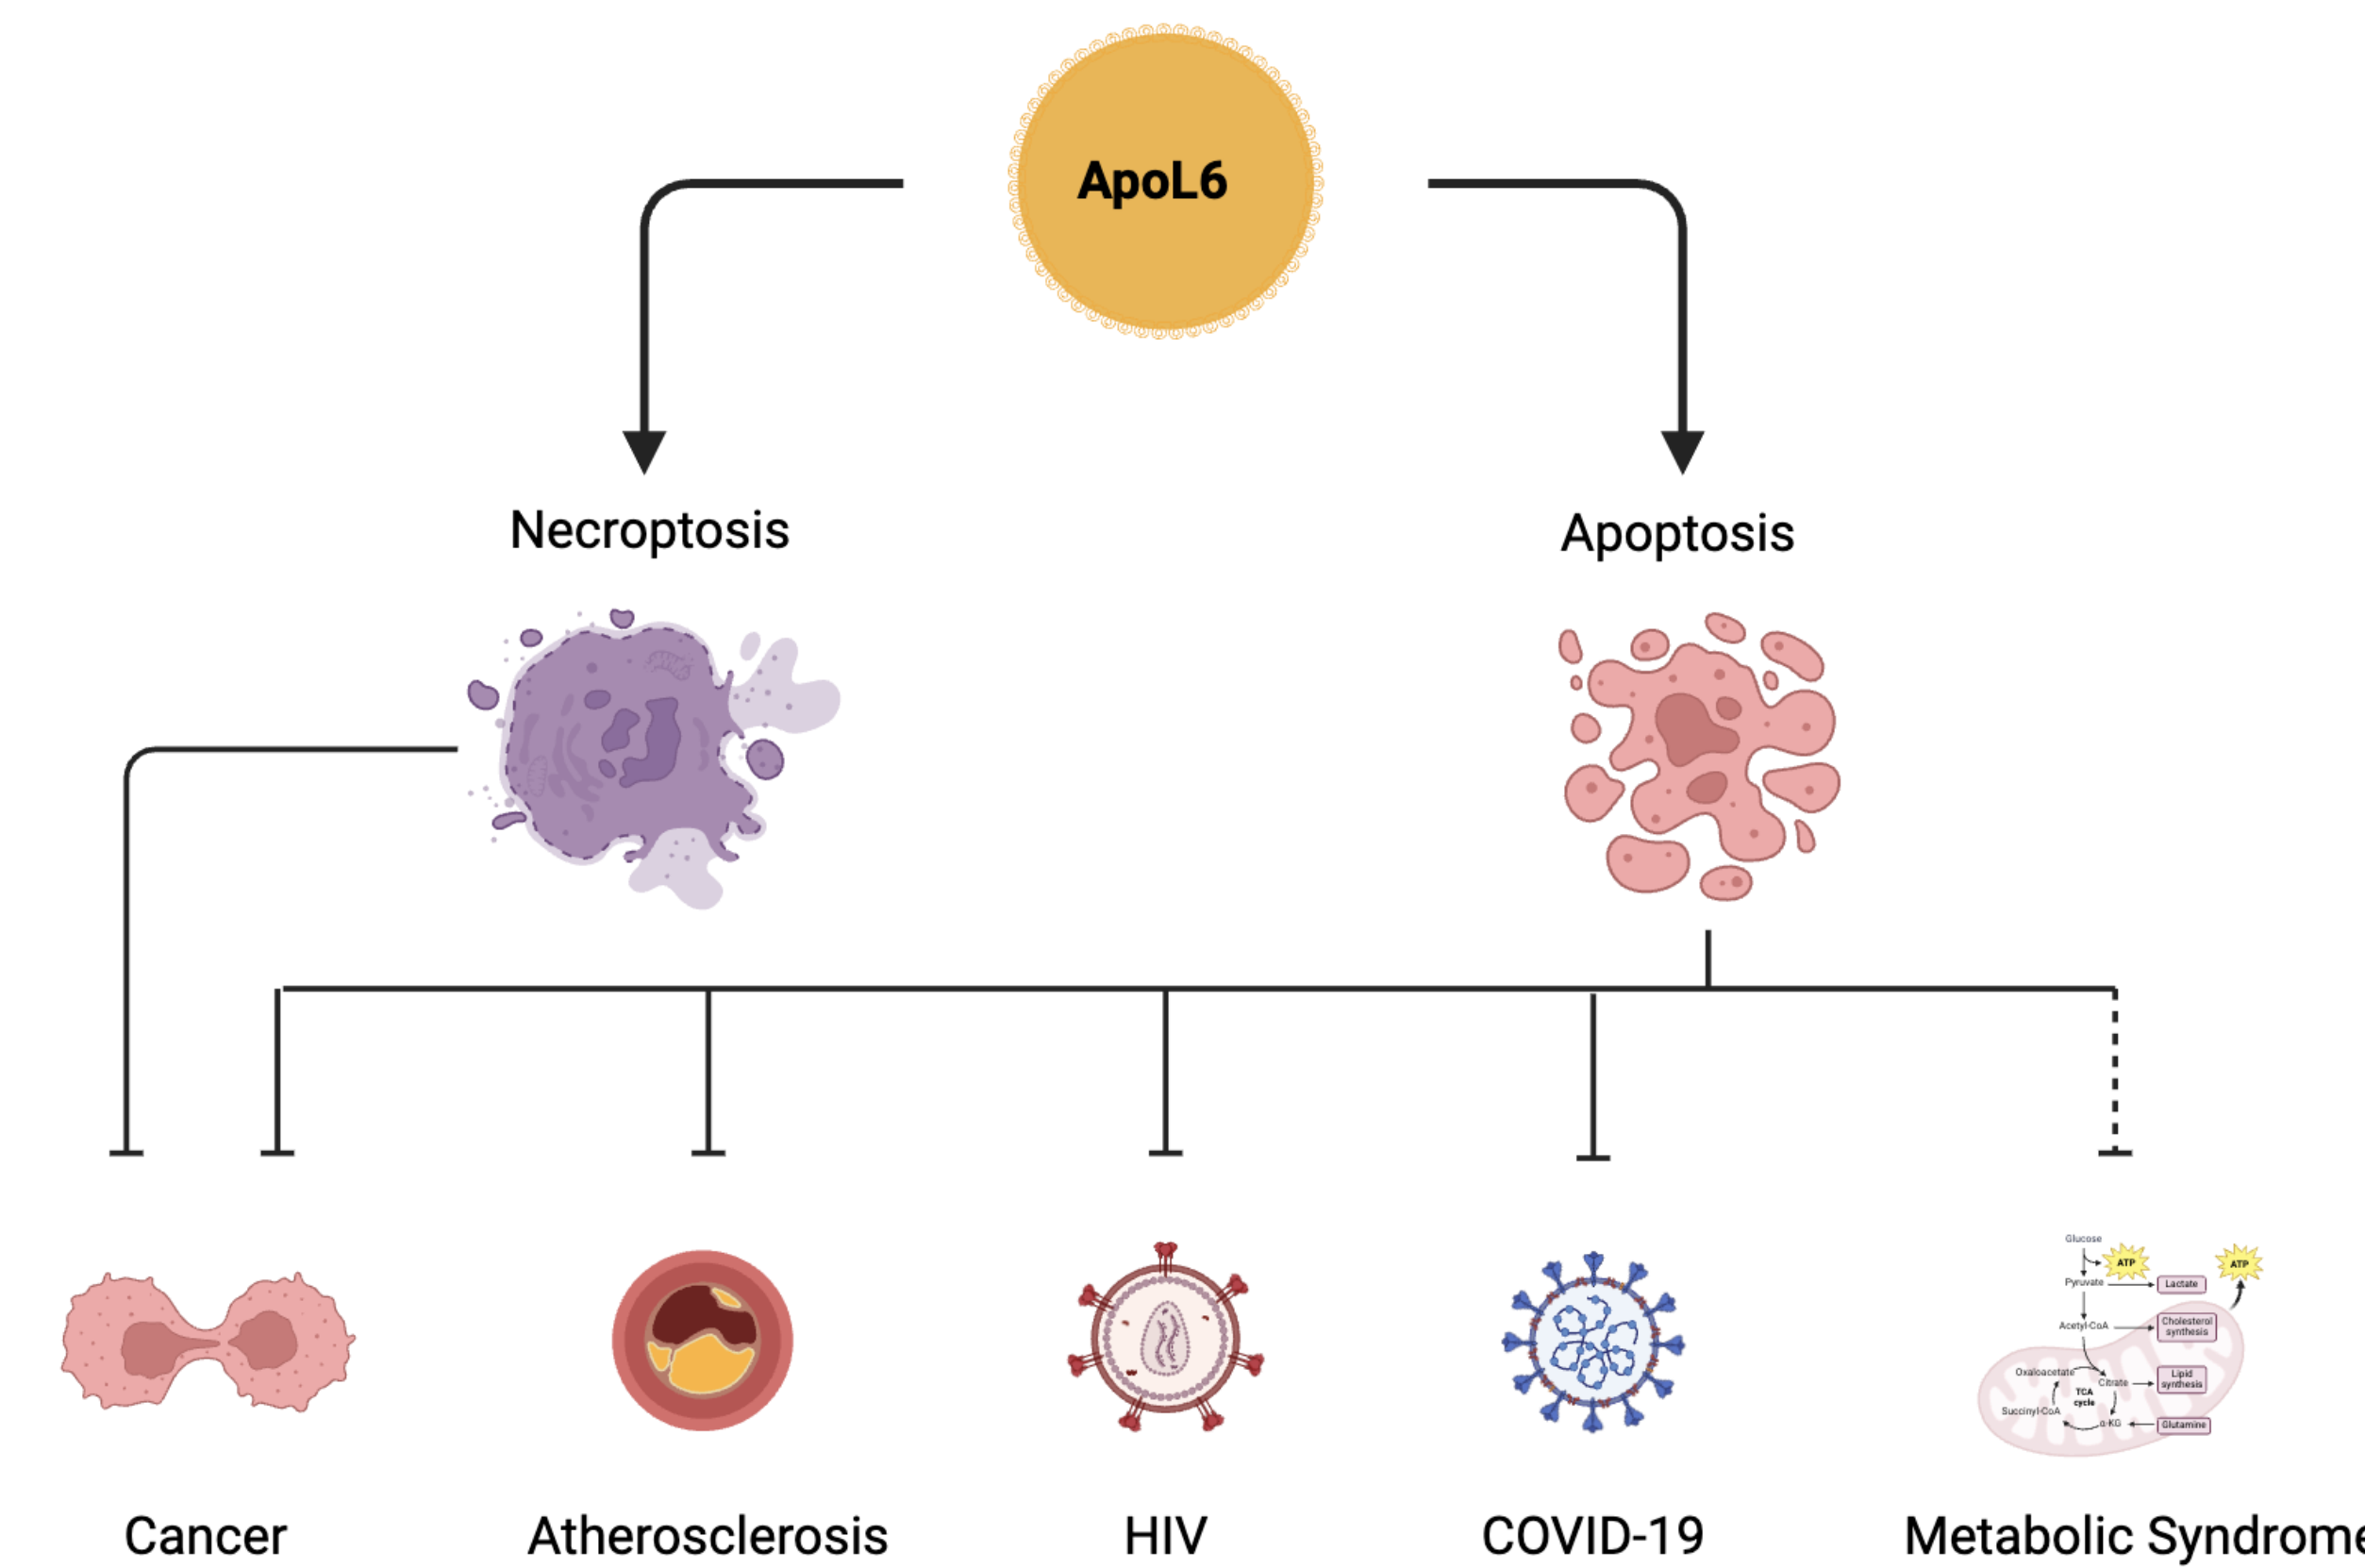 ApoL6
Necroptosis
Apoptosis
Glucose
ATP
ATP
Pyruvate
Lactate
Acetyl-CoA
Cholesterol
synthesis
Oxaloacetate
Citrate
Lipid
synthesis
TCA
cycle
Succinyl-CoA
α-KG
Glutamine
Cancer
Atherosclerosis
HIV
COVID-19
Metabolic Syndrome